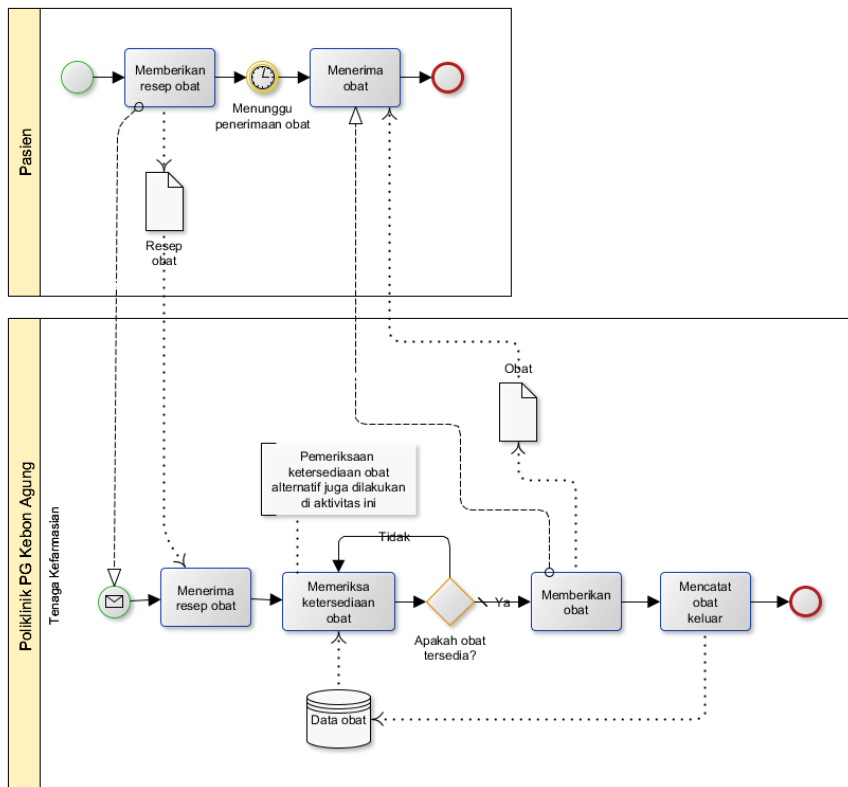 Pasien
Memberikan
resep obat
Menunggu
penerimaan obat
Menerima
obat
Resep
obat
Poliklinik PG Kebon Agung
Tenaga Kefarmasian
Obat
Pemeriksaan
ketersediaan obat
alternatif juga dilakukan
di aktivitas ini
Tidak
Menerima
resep obat
Memeriksa
ketersediaan
obat
Apakah obat
tersedia?
Ya
Memberikan
obat
Mencatat
obat
keluar
Data obat